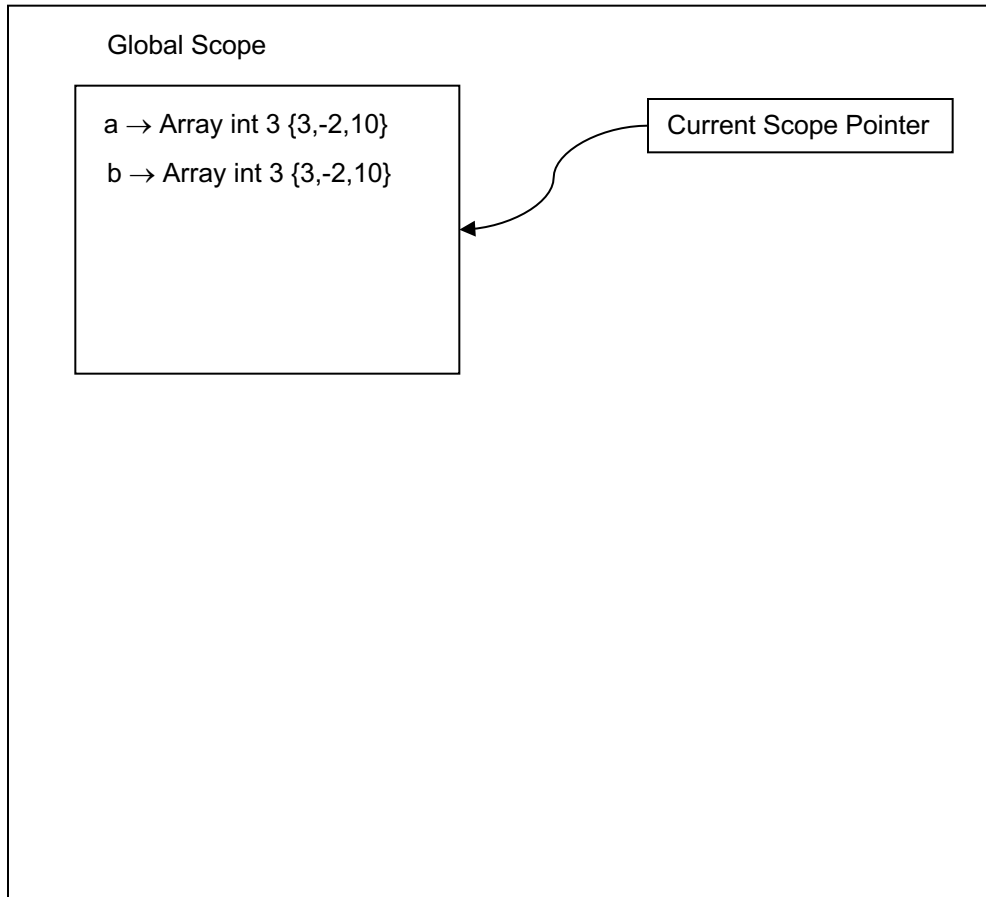 Global Scope
a → Array int 3 {3,-2,10}
b → Array int 3 {3,-2,10}
Current Scope Pointer